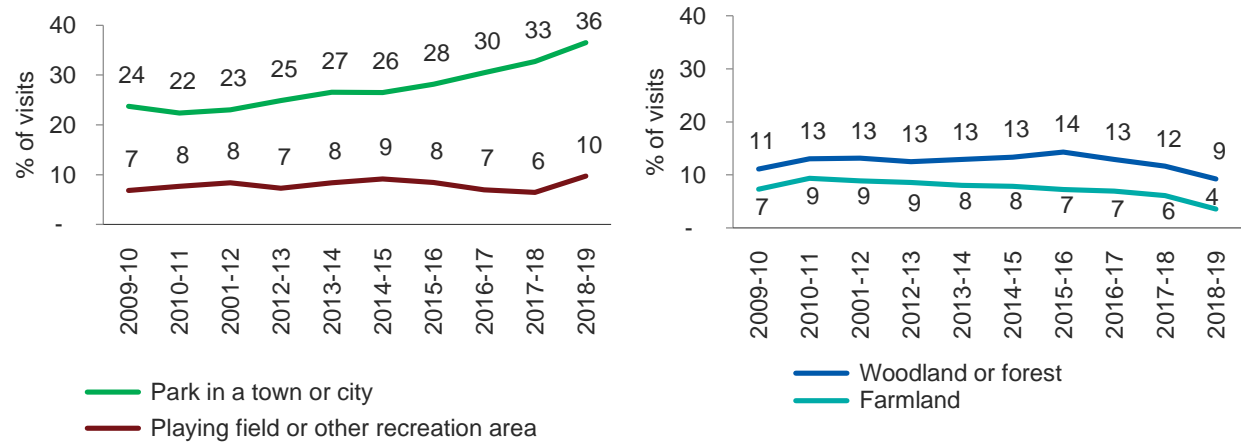 % of visits
40
30
20
10
-
24 22 23 25 27 26 28 30 33 36
7 8 8 7 8 9 8 7 6 10
2009-10 2010-11 2001-12 2012-13 2013-14 2014-15 2015-16 2016-17 2017-18 2018-19
Park in a town or city
Playing field or other recreation area
% of visits
40
30
20
10
-
11 13 13 13 13 13 14 13 12 9
7 9 9 9 8 8 7 7 6 4
2009-10 2010-11 2001-12 2012-13 2013-14 2014-15 2015-16 2016-17 2017-18 2018-19
Woodland or forest
Farmland